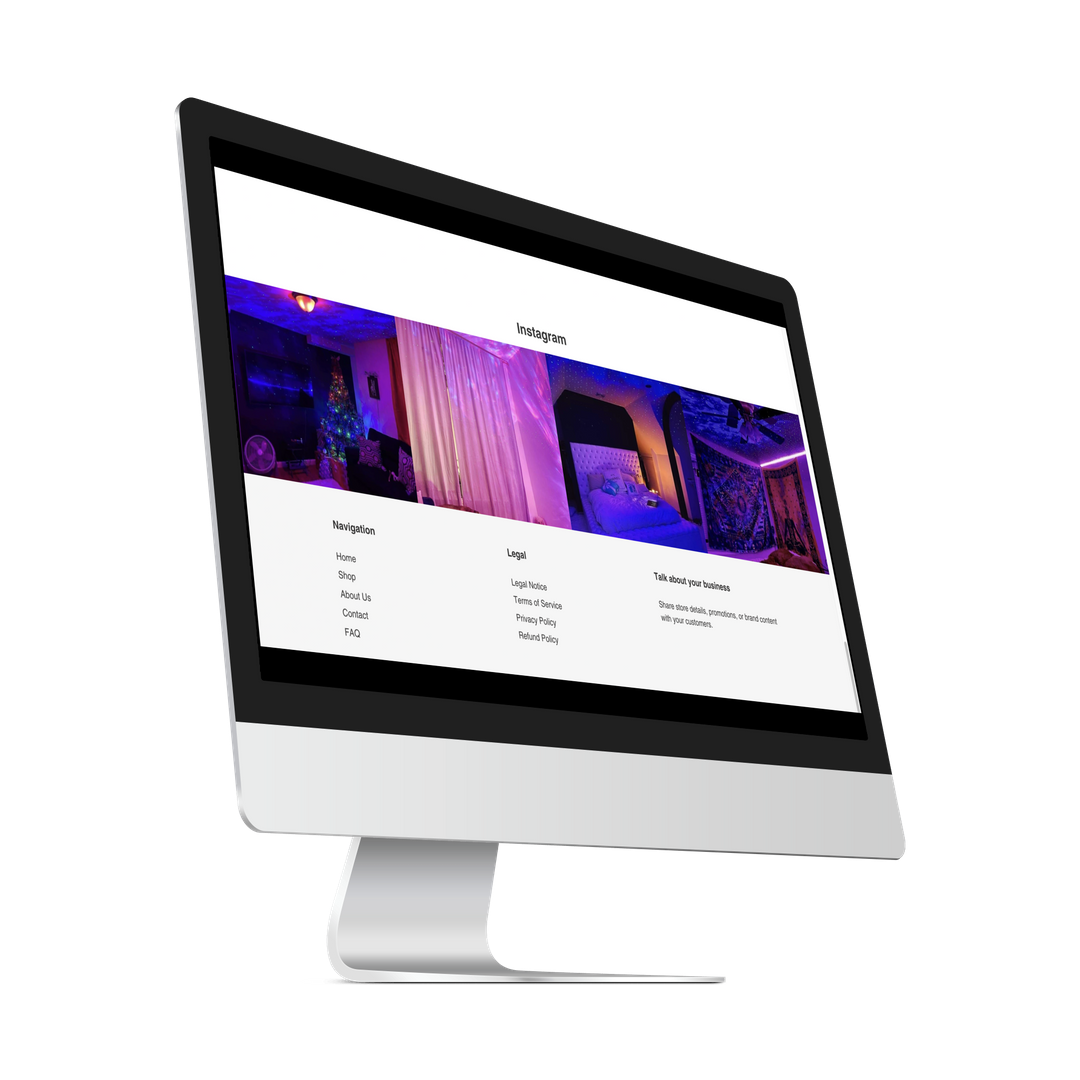 Instagram
Navigation
Home
Shop
About Us
Contact
FAQ
Legal
Legal Notice
Terms of Service
Privacy Policy
Refund Policy
Talk about your business
Share store details, promotions, or brand content
with your customers.